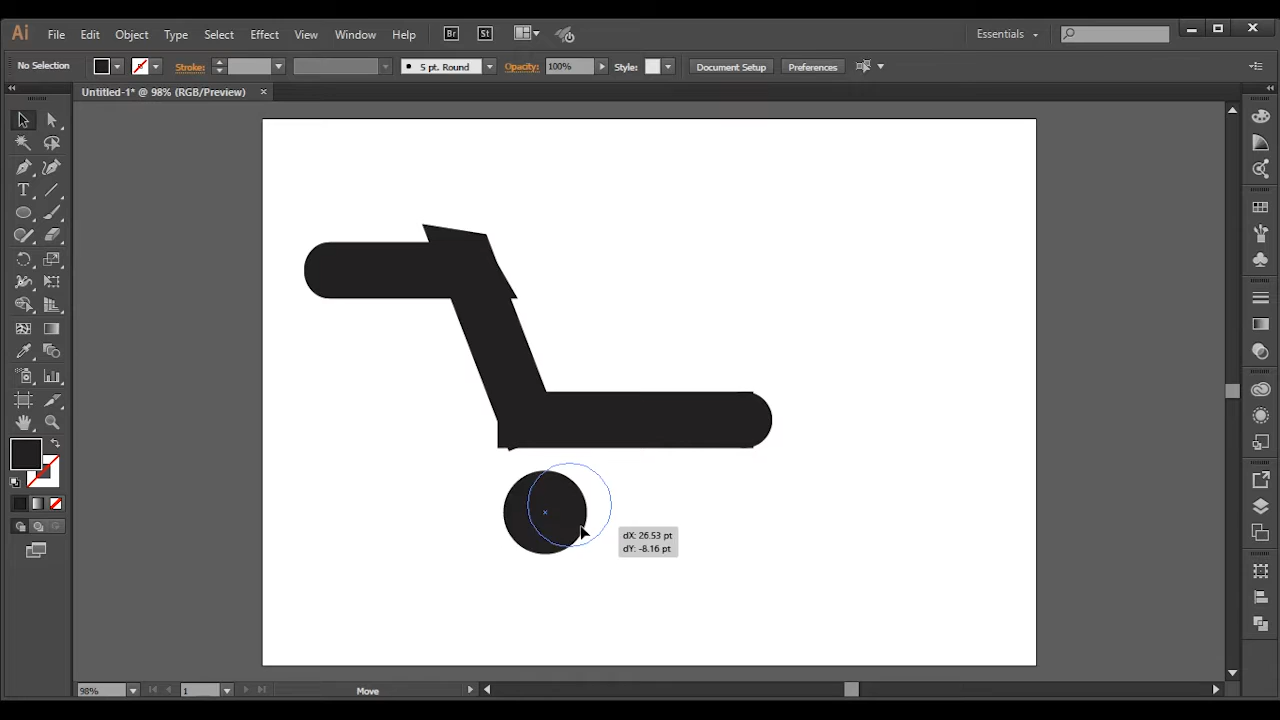 Ai File Edit Object Type Select Effect View Window Help Br St Essentials
No Selection Stroke: 5 pt. Round Opacity: 100% Style: Document Setup Preferences
Untitled-1* @ 98% (RGB/Preview) ×
T
dX: 26.53 pt
dY: -8.16 pt
98% 1 Move